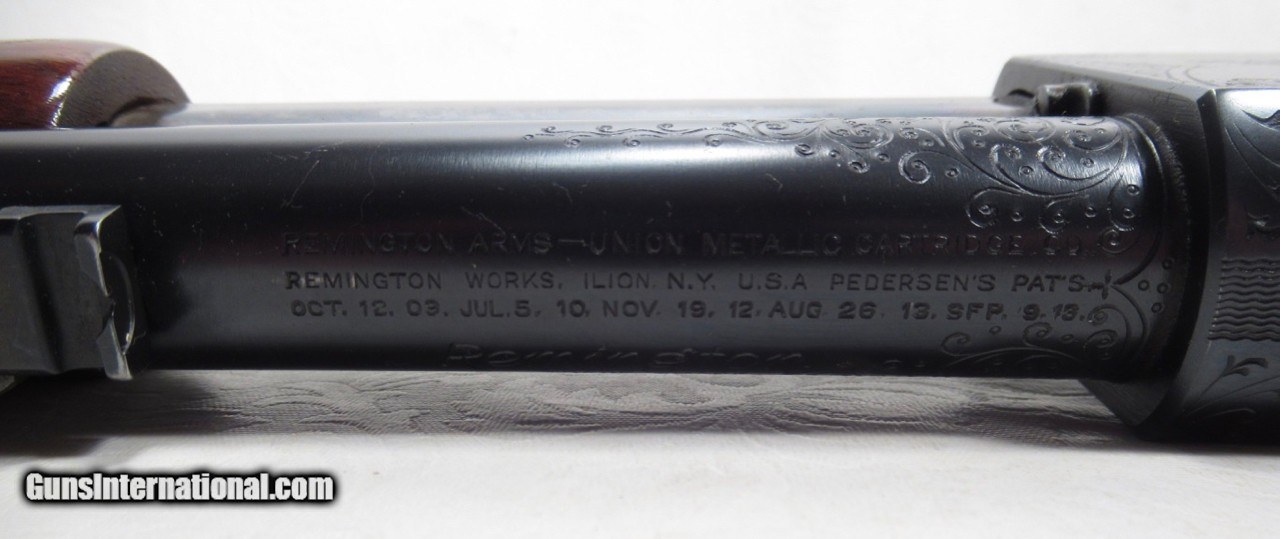 REMINGTON ARMS—UNION METALLIC CARTRIDGE. CO
REMINGTON WORKS. ILION. N.Y. U.S.A PEDERSEN'S PAT'S.
OCT. 12. 09. JUL.5. 10. NOV. 19. 12. AUG 26. 13. SEP. 9. 13.
Remington
GunsInternational.com